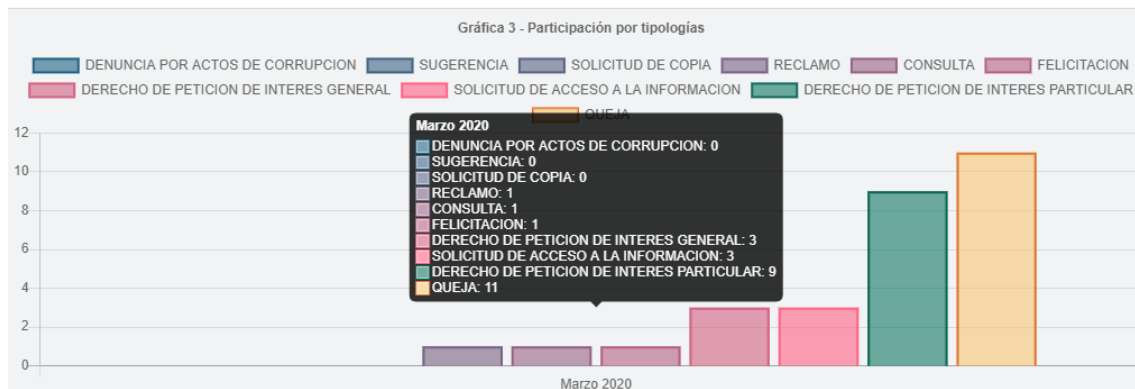 Gráfica 3 - Participación por tipologías
DENUNCIA POR ACTOS DE CORRUPCION SUGERENCIA SOLICITUD DE COPIA RECLAMO CONSULTA FELICITACION
DERECHO DE PETICION DE INTERES GENERAL SOLICITUD DE ACCESO A LA INFORMACION DERECHO DE PETICION DE INTERES PARTICULAR
QUEJA
12
10
8
6
4
2
0
Marzo 2020
DENUNCIA POR ACTOS DE CORRUPCION: 0
SUGERENCIA: 0
SOLICITUD DE COPIA: 0
RECLAMO: 1
CONSULTA: 1
FELICITACION: 1
DERECHO DE PETICION DE INTERES GENERAL: 3
SOLICITUD DE ACCESO A LA INFORMACION: 3
DERECHO DE PETICION DE INTERES PARTICULAR: 9
QUEJA: 11
Marzo 2020